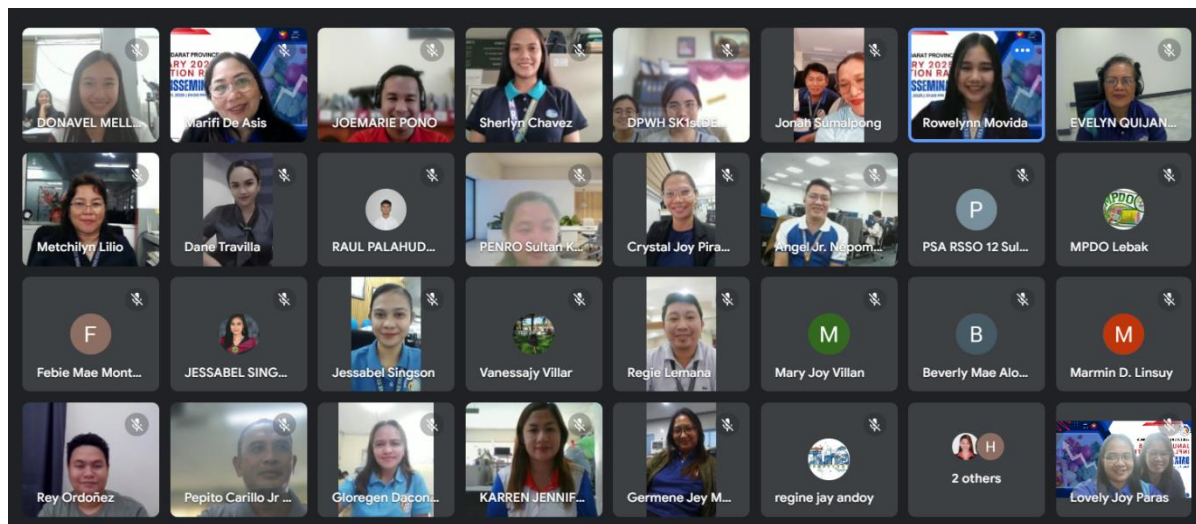 DONAVEL MELL...
Marifi De Asis
JOEMARIE PONO
Sherlyn Chavez
DPWH SK1stDE...
Jonah Sumalpong
Rowelynn Movida
EVELYN QUIJAN...
Metchilyn Lilio
Dane Travilla
RAUL PALAHUD...
PENRO Sultan K...
Crystal Joy Pira...
Angel Jr. Nepom...
P
PSA RSSO 12 Sul...
MPDO Lebak
F
Febie Mae Mont...
JESSABEL SING...
Jessabel Singson
Vanessajy Villar
Regie Lemana
M
Mary Joy Villan
B
Beverly Mae Alo...
M
Marmin D. Linsuy
Rey Ordoñez
Pepito Carillo Jr ...
Gloregen Dacon...
KARREN JENNIF...
Germene Jey M...
regine jay andoy
H
2 others
Lovely Joy Paras